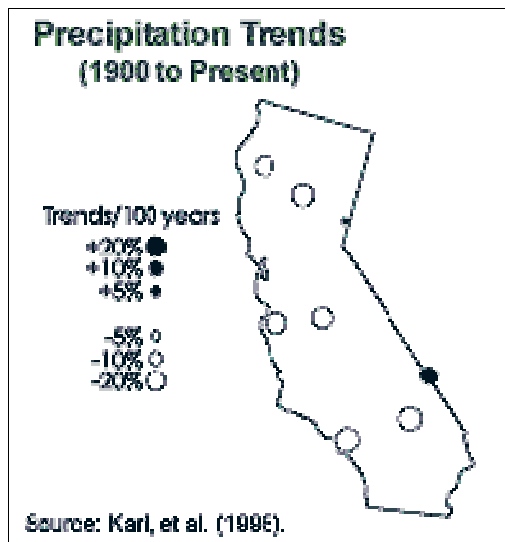 Precipitation Trends
(1900 to Present)
Trends/100 years
+20%
+10%
+5%
-5%
-10%
-20%
Source: Karl, et al. (1996).